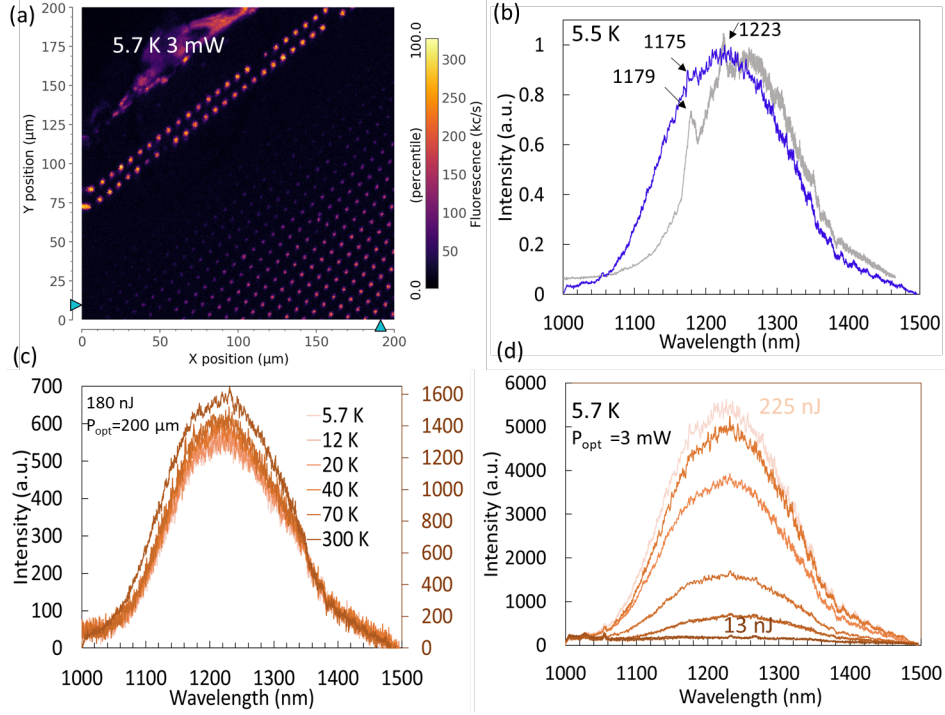 (a)
5.7 K 3 mW
200
175
150
125
100
75
50
25
0
Y position (µm)
0
50
100
150
200
X position (µm)
100.0
(percentile)
0.0
300
250
200
150
100
50
Fluorescence (kc/s)
(b)
5.5 K
1223
1175
1179
1
0.8
0.6
0.4
0.2
0
Intensity (a.u.)
1000
1100
1200
1300
1400
1500
Wavelength (nm)
(c)
180 nJ
Popt=200 µm
5.7 K
12 K
20 K
40 K
70 K
300 K
700
600
500
400
300
200
100
0
Intensity (a.u.)
1600
1400
1200
1000
800
600
400
200
0
1000
1100
1200
1300
1400
1500
Wavelength (nm)
(d)
5.7 K
Popt =3 mW
225 nJ
13 nJ
6000
5000
4000
3000
2000
1000
0
Intensity (a.u.)
1000
1100
1200
1300
1400
1500
Wavelength (nm)